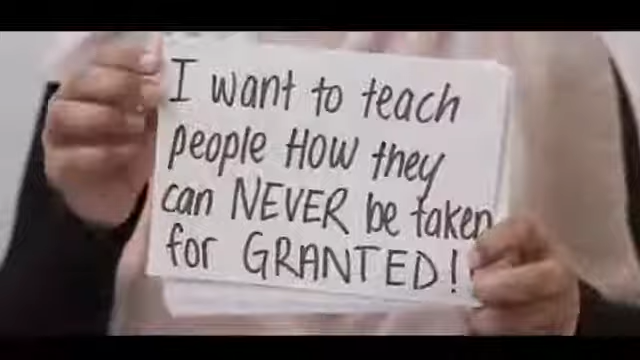 I want to teach
people HOW they
can NEVER be taken
for GRANTED!